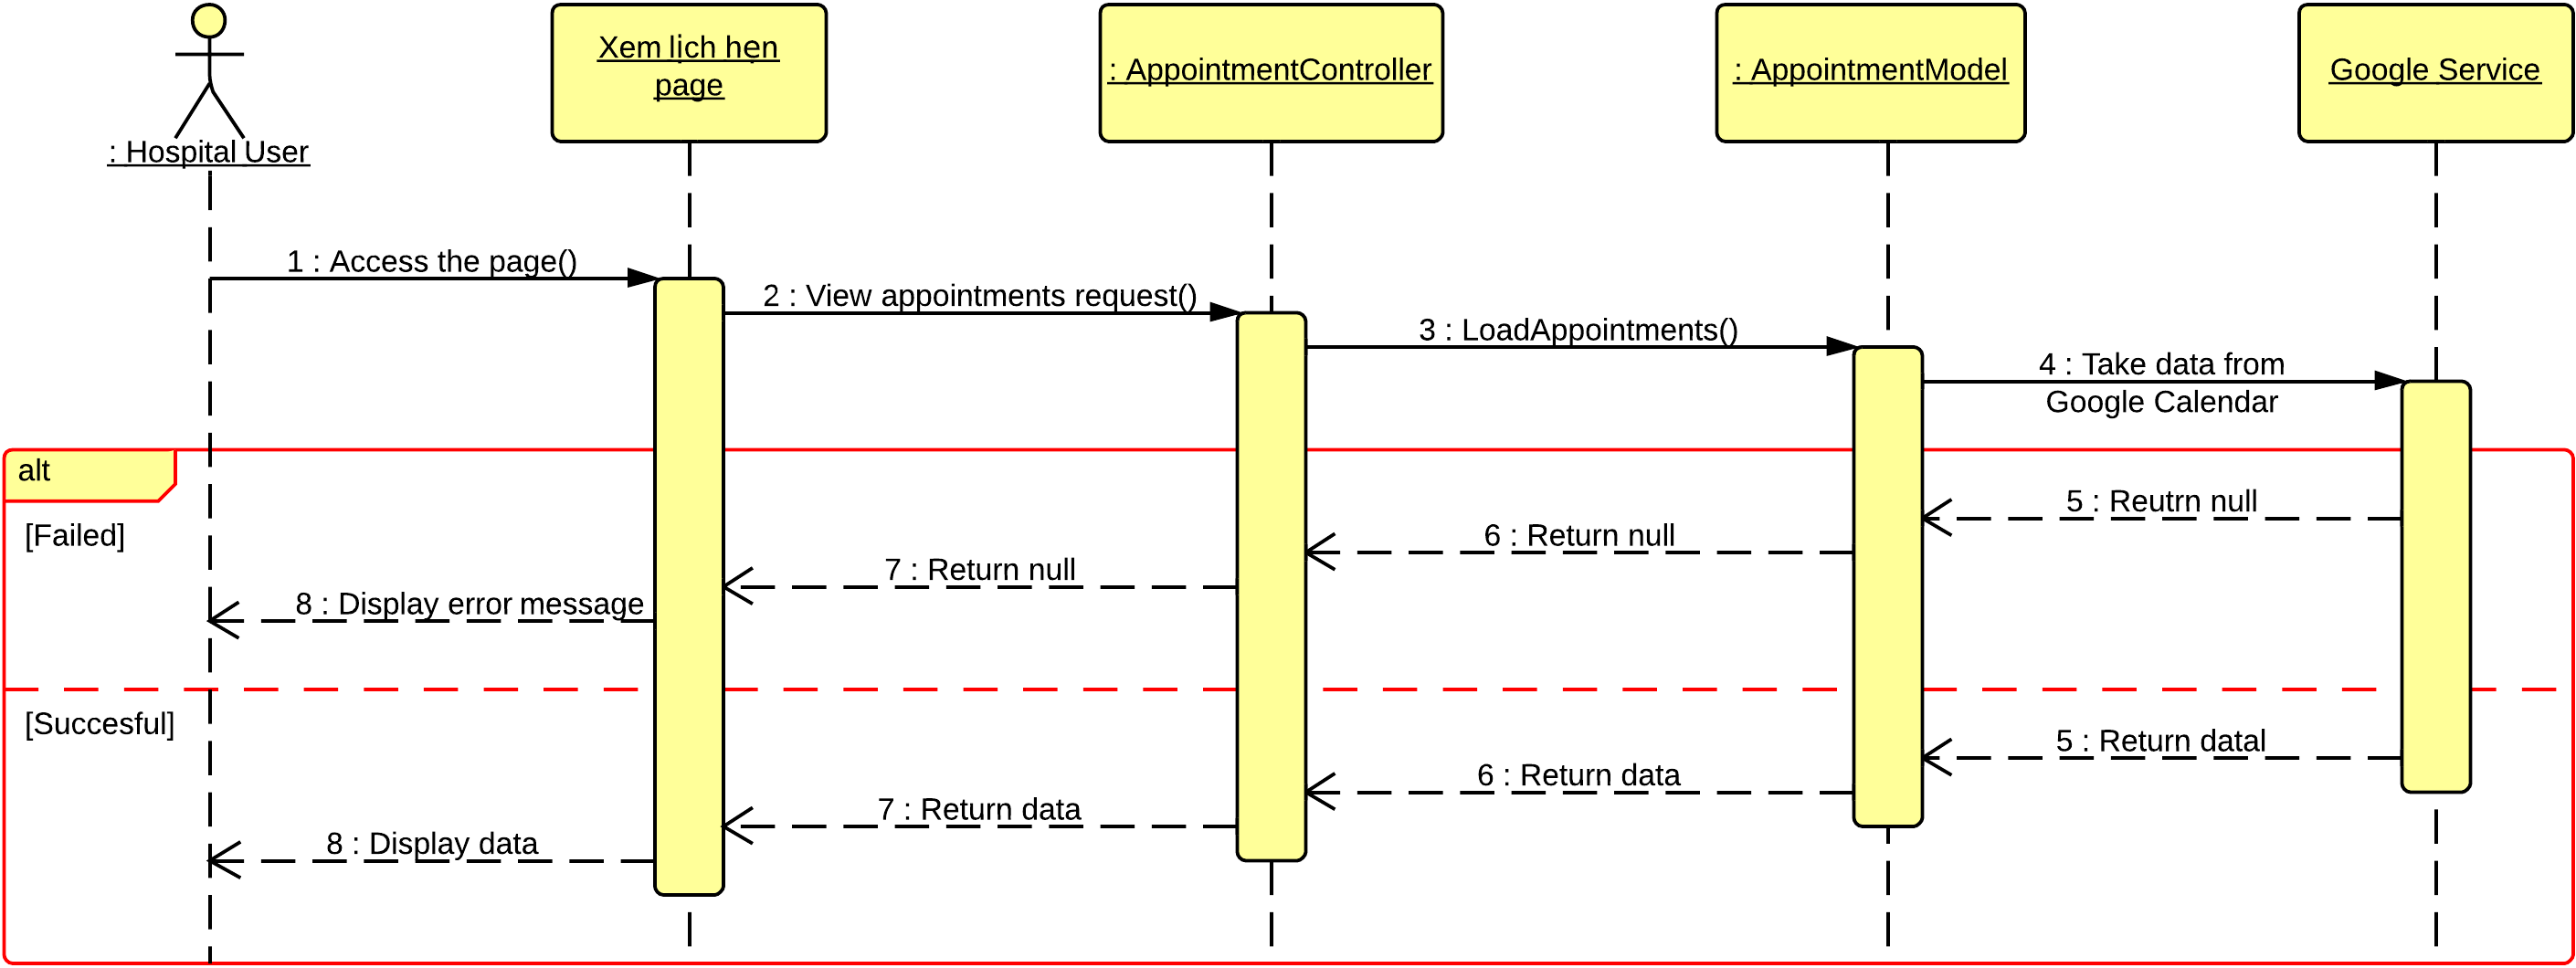 Xem lịch hẹn
page
: AppointmentController
: AppointmentModel
Google Service
: Hospital User
1 : Access the page()
2 : View appointments request()
3 : LoadAppointments()
4 : Take data from
Google Calendar
alt
[Failed]
5 : Reutrn null
6 : Return null
7 : Return null
8 : Display error message
[Succesful]
5 : Return datal
6 : Return data
7 : Return data
8 : Display data